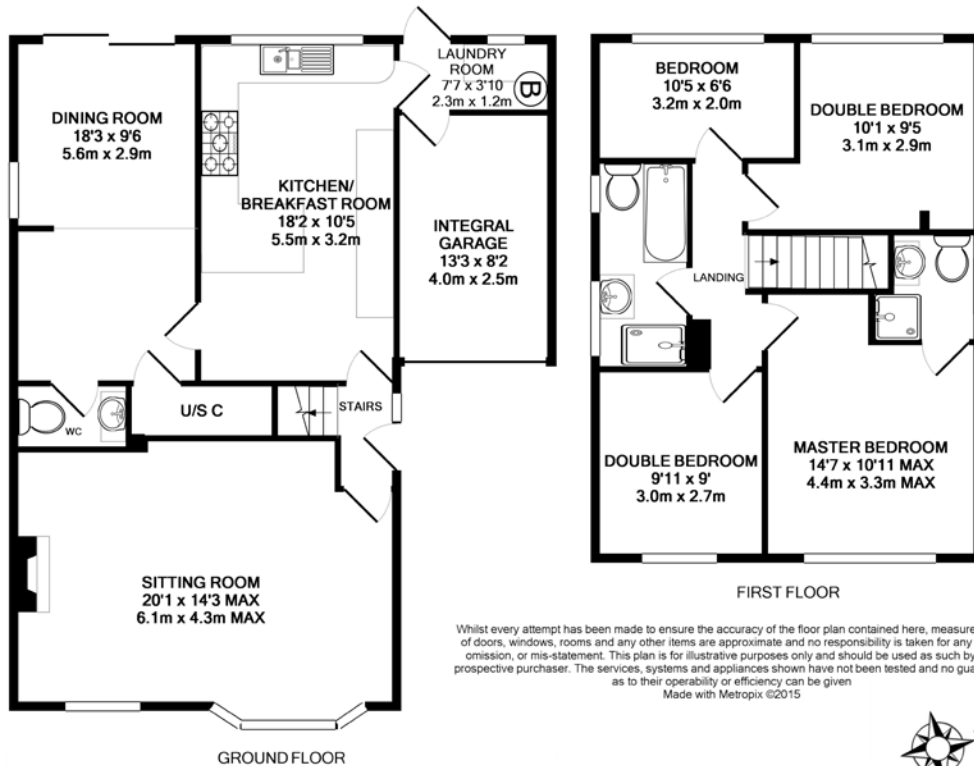 DINING ROOM
18'3 x 9'6
5.6m x 2.9m
KITCHEN/
BREAKFAST ROOM
18'2 x 10'5
5.5m x 3.2m
LAUNDRY
ROOM
7'7 x 3'10
2.3m x 1.2m
B
INTEGRAL
GARAGE
13'3 x 8'2
4.0m x 2.5m
WC
U/S C
STAIRS
SITTING ROOM
20'1 x 14'3 MAX
6.1m x 4.3m MAX
GROUND FLOOR
BEDROOM
10'5 x 6'6
3.2m x 2.0m
DOUBLE BEDROOM
10'1 x 9'5
3.1m x 2.9m
LANDING
DOUBLE BEDROOM
9'11 x 9'
3.0m x 2.7m
MASTER BEDROOM
14'7 x 10'11 MAX
4.4m x 3.3m MAX
FIRST FLOOR
Whilst every attempt has been made to ensure the accuracy of the floor plan contained here, measure
of doors, windows, rooms and any other items are approximate and no responsibility is taken for any
omission, or mis-statement. This plan is for illustrative purposes only and should be used as such by
prospective purchaser. The services, systems and appliances shown have not been tested and no gua
as to their operability or efficiency can be given
Made with Metropix ©2015